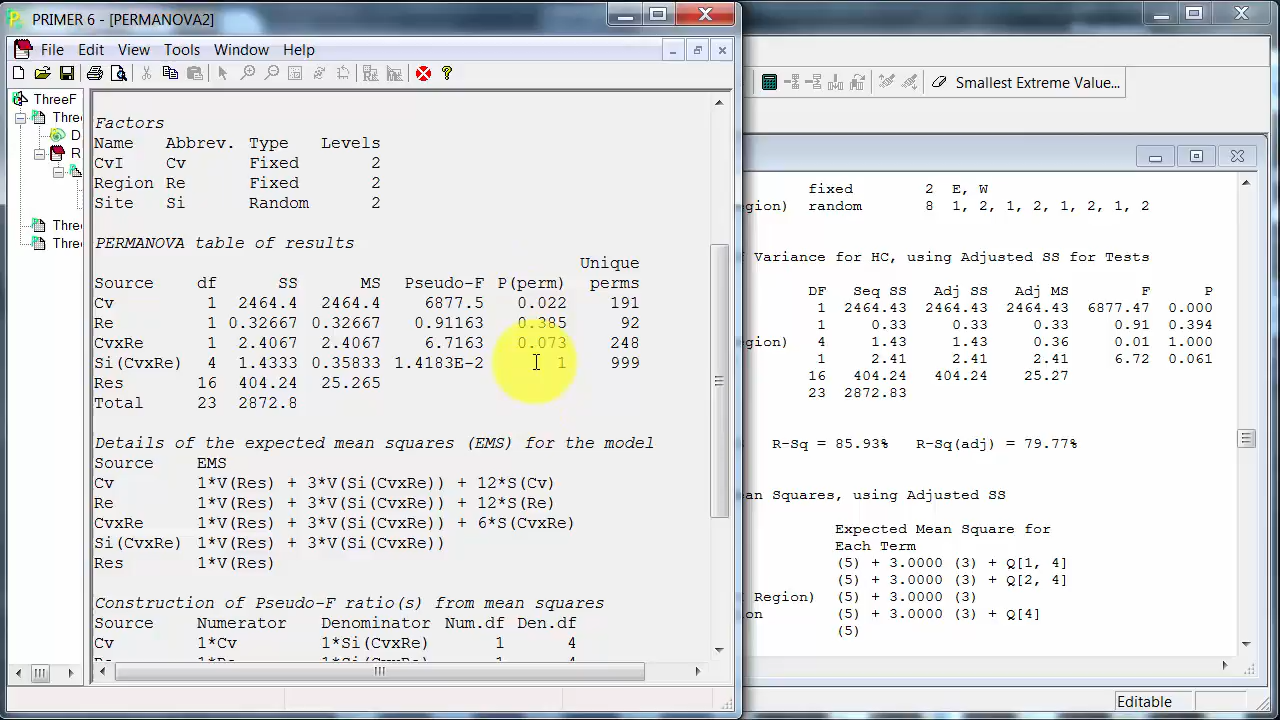 PRIMER 6 - [PERMANOVA2]
File Edit View Tools Window Help
ThreeF
Three
D
R
Three
Three
Factors
Name Abbrev. Type Levels
CvI Cv Fixed 2
Region Re Fixed 2
Site Si Random 2
PERMANOVA table of results
Unique
Source df SS MS Pseudo-F P(perm) perms
Cv 1 2464.4 2464.4 6877.5 0.022 191
Re 1 0.32667 0.32667 0.91163 0.385 92
CvxRe 1 2.4067 2.4067 6.7163 0.073 248
Si(CvxRe) 4 1.4333 0.35833 1.4183E-2 1 999
Res 16 404.24 25.265
Total 23 2872.8
Details of the expected mean squares (EMS) for the model
Source EMS
Cv 1*V(Res) + 3*V(Si(CvxRe)) + 12*S(Cv)
Re 1*V(Res) + 3*V(Si(CvxRe)) + 12*S(Re)
CvxRe 1*V(Res) + 3*V(Si(CvxRe)) + 6*S(CvxRe)
Si(CvxRe) 1*V(Res) + 3*V(Si(CvxRe))
Res 1*V(Res)
Construction of Pseudo-F ratio(s) from mean squares
Source Numerator Denominator Num.df Den.df
Cv 1*Cv 1*Si(CvxRe) 1 4
Smallest Extreme Value...
fixed 2 E, W
gion) random 8 1, 2, 1, 2, 1, 2, 1, 2
f Variance for HC, using Adjusted SS for Tests
DF Seq SS Adj SS Adj MS F P
1 2464.43 2464.43 2464.43 6877.47 0.000
1 0.33 0.33 0.33 0.91 0.394
egion) 4 1.43 1.43 0.36 0.01 1.000
1 2.41 2.41 2.41 6.72 0.061
16 404.24 404.24 25.27
23 2872.83
R-Sq = 85.93% R-Sq(adj) = 79.77%
ean Squares, using Adjusted SS
Expected Mean Square for
Each Term
(5) + 3.0000 (3) + Q[1, 4]
(5) + 3.0000 (3) + Q[2, 4]
Region) (5) + 3.0000 (3)
ion (5) + 3.0000 (3) + Q[4]
(5)
Editable